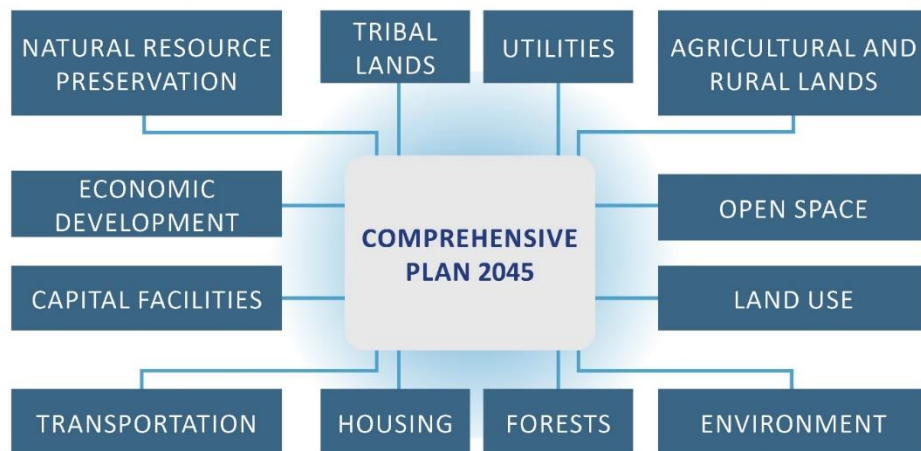 NATURAL RESOURCE
PRESERVATION
TRIBAL
LANDS
UTILITIES
AGRICULTURAL AND
RURAL LANDS
ECONOMIC
DEVELOPMENT
COMPREHENSIVE
PLAN 2045
OPEN SPACE
CAPITAL FACILITIES
LAND USE
TRANSPORTATION
HOUSING
FORESTS
ENVIRONMENT